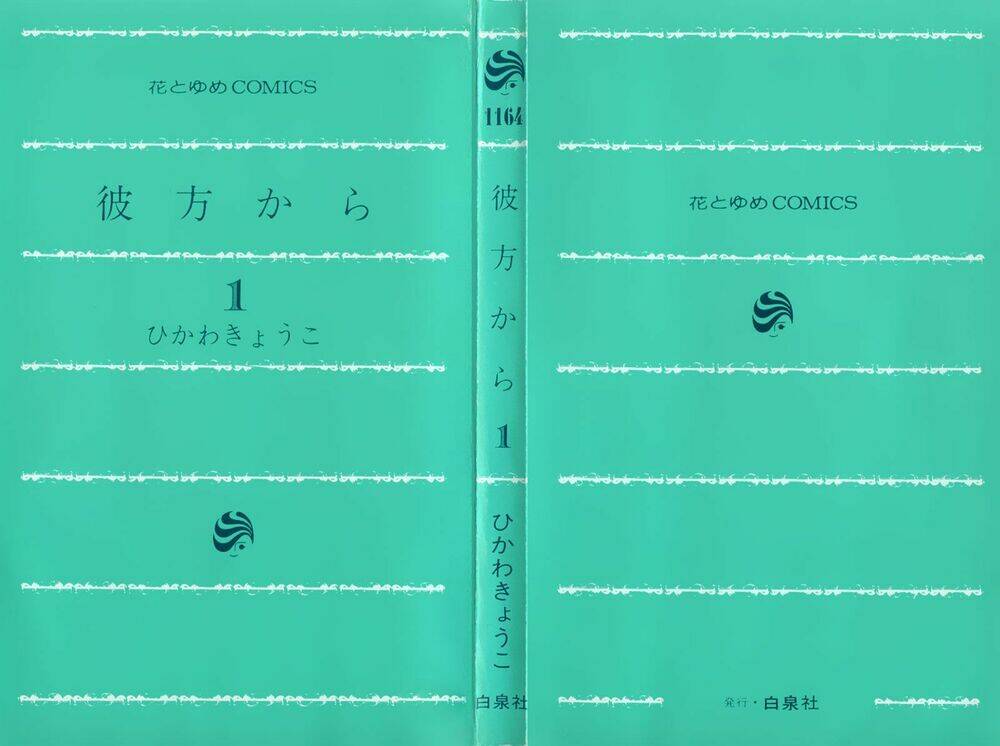 花とゆめCOMICS
彼方から
1
ひかわきょうこ
1164
彼方から1
ひかわきょうこ
白泉社
花とゆめCOMICS
発行・白泉社